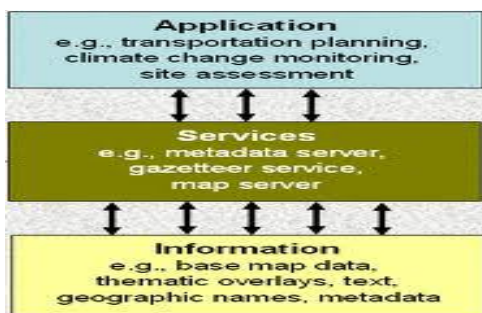 Application
e.g., transportation planning,
climate change monitoring,
site assessment
Services
e.g., metadata server,
gazetteer service,
map server
Information
e.g., base map data,
thematic overlays, text,
geographic names, metadata